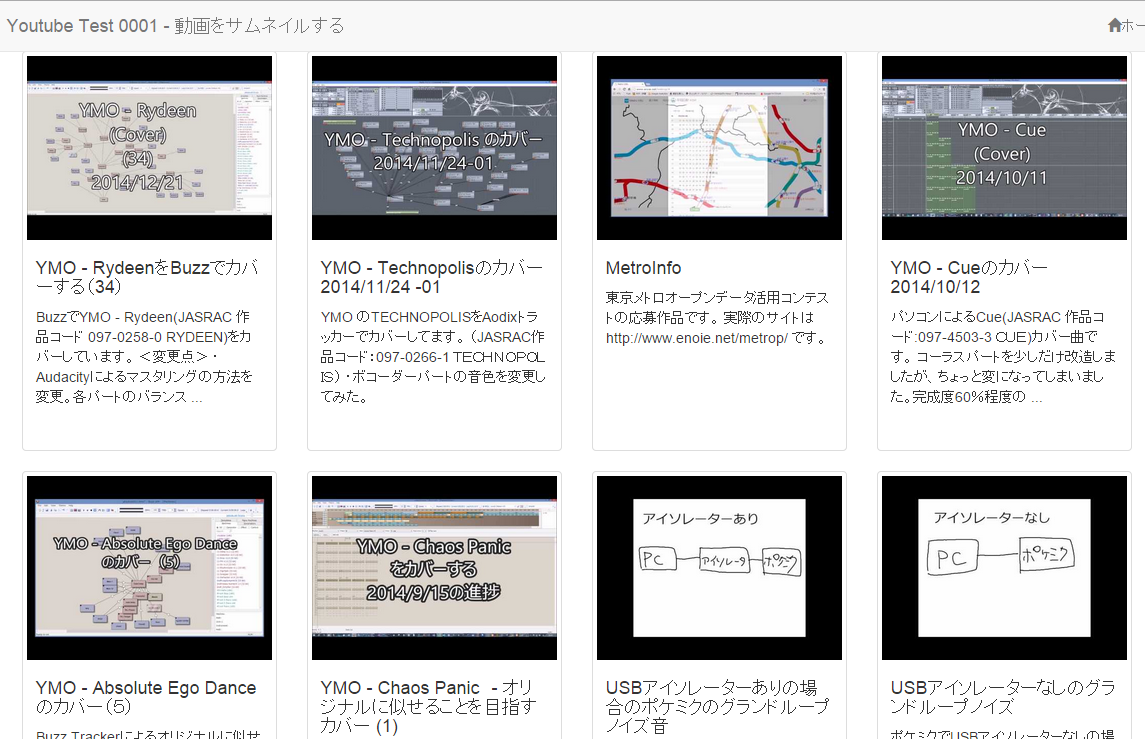 Youtube Test 0001 - 動画をサムネイルする
ホー
YMO - Rydeen
(Cover)
(34)
2014/12/21
YMO - RydeenをBuzzでカバ
ーする(34)
BuzzでYMO - Rydeen(JASRAC 作
品コード 097-0258-0 RYDEEN)をカ
バーしています。 ＜変更点＞・
Audacityによるマスタリングの方法を
変更。各パートのバランス ...
YMO - Technopolis のカバー
2014/11/24-01
YMO - Technopolisのカバー
2014/11/24 -01
YMO のTECHNOPOLISをAodixトラ
ッカーでカバーしてます。 （JASRAC作
品コード：097-0266-1 TECHNOPOL
IS） ・ボコーダーパートの音色を変更し
てみた。
MetroInfo
東京メトロオープンデータ活用コンテス
トの応募作品です。 実際のサイトは
http://www.enoie.net/metrop/ です。
YMO - Cue
(Cover)
2014/10/11
YMO - Cueのカバー
2014/10/12
パソコンによるCue(JASRAC 作品コ
ード:097-4503-3 CUE)カバー曲で
す。 コーラスパートを少しだけ改造しま
したが、ちょっと変になってしまいまし
た。完成度60％程度の ...
YMO - Absolute Ego Dance
のカバー（5）
YMO - Absolute Ego Dance
のカバー（5）
Buzz Trackerによるオリジナルに似せ
YMO - Chaos Panic
をカバーする
2014/9/15の進捗
YMO - Chaos Panic - オリ
ジナルに似せることを目指す
カバー (1)
アイソレーターあり
PC
アイソレータ
ポケミク
USBアイソレーターありの場
合のポケミクのグランドループ
ノイズ音
アイソレーターなし
PC
ポケミク
USBアイソレーターなしのグラ
ンドループノイズ
ポケミクでUSBアイソレーターなしの場